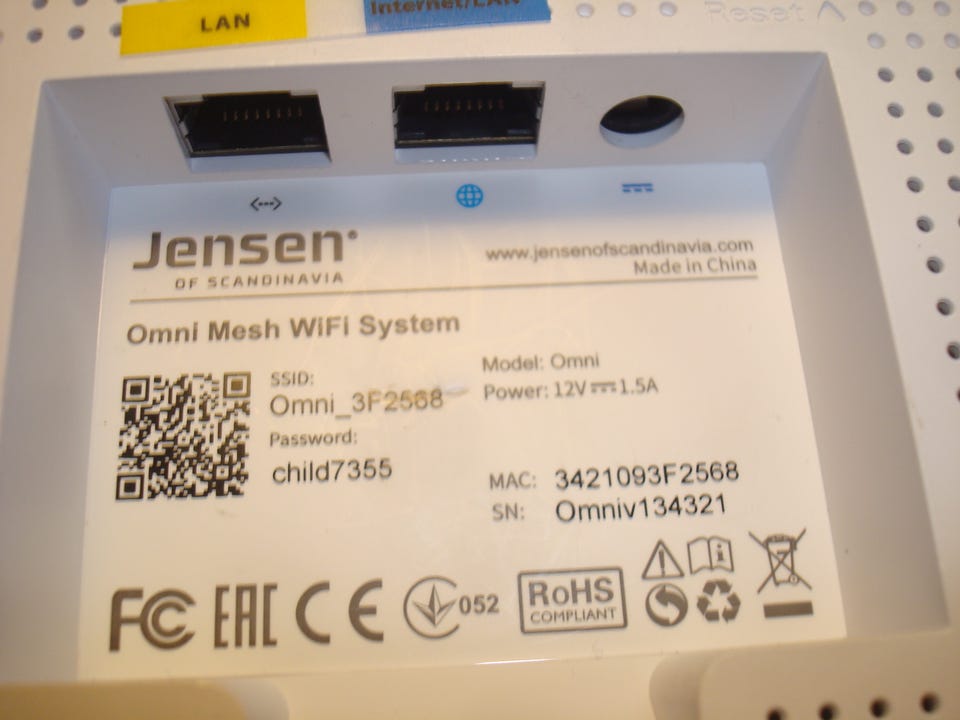 LAN
Internet/LAN
Reset
Jensen
OF SCANDINAVIA
www.jensenofscandinavia.com
Made in China
Omni Mesh WiFi System
SSID:
Omni_3F2568
Password:
child7355
Model: Omni
Power: 12V 1.5A
MAC: 3421093F2568
SN: Omniv134321
FC EAC CE 052 RoHS
COMPLIANT